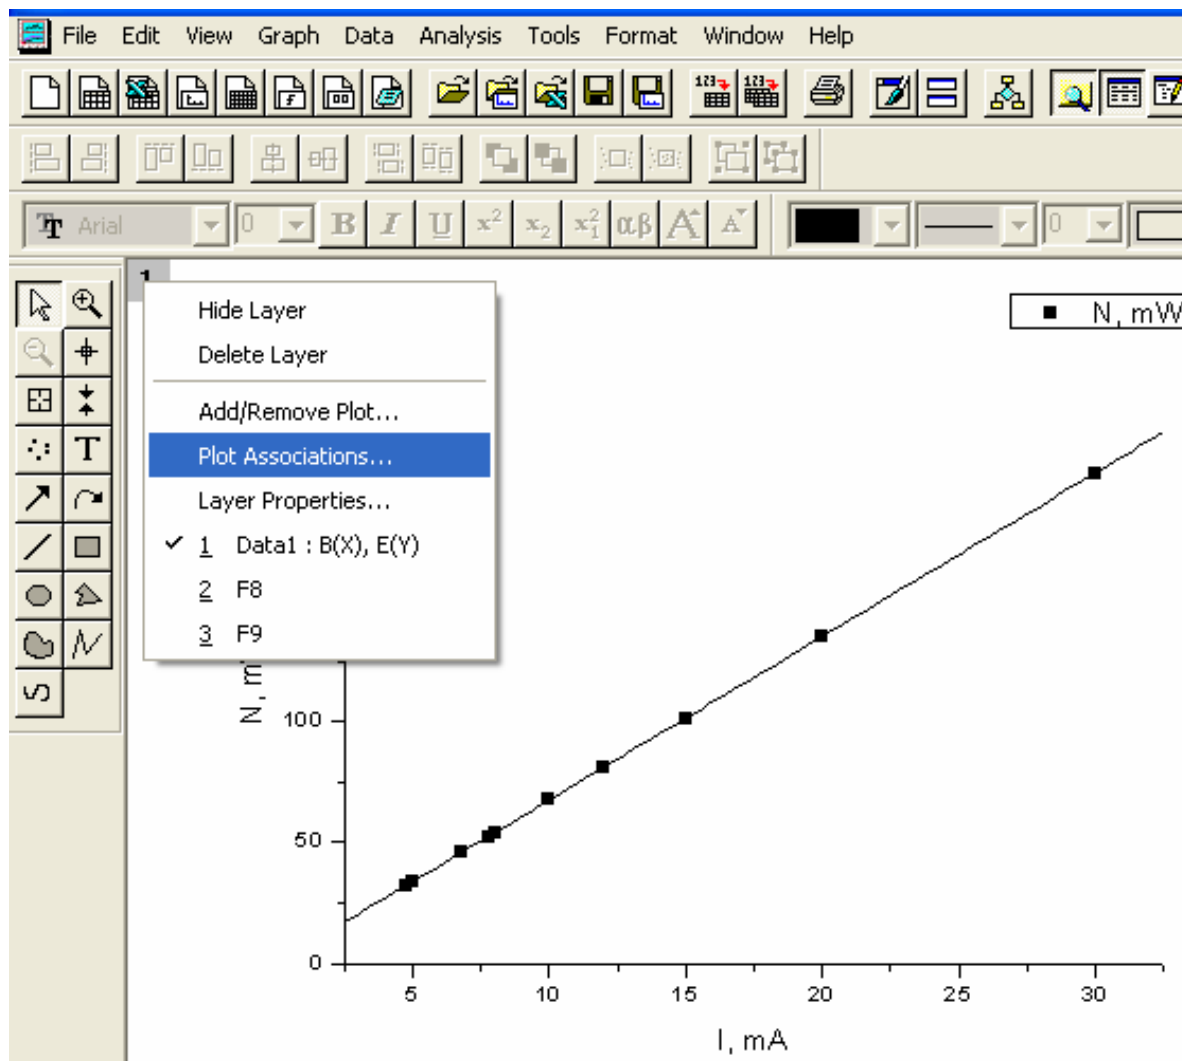 File Edit View Graph Data Analysis Tools Format Window Help
123 123
Arial 0 B I U x² x₂ x²₁ αβ A A 0
1
Hide Layer
Delete Layer
Add/Remove Plot...
Plot Associations...
Layer Properties...
1 Data1 : B(X), E(Y)
2 F8
3 F9
T
N, mW
N, m
100
50
0
5 10 15 20 25 30
I, mA